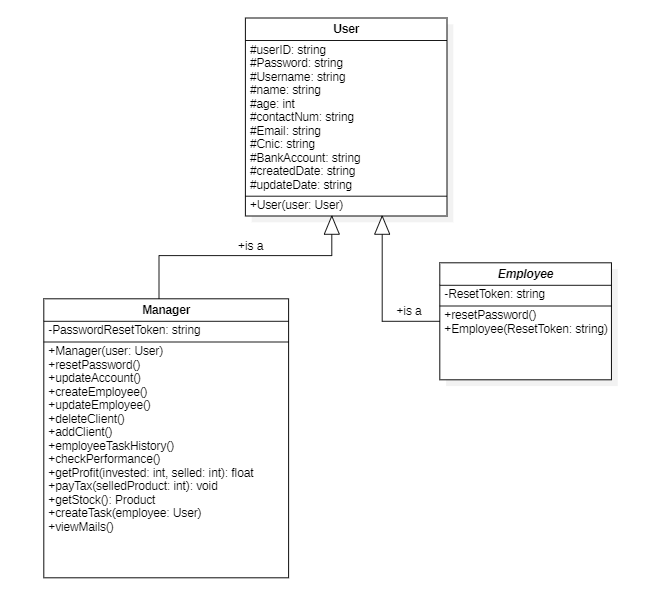 User
#userID: string
#Password: string
#Username: string
#name: string
#age: int
#contactNum: string
#Email: string
#Cnic: string
#BankAccount: string
#createdDate: string
#updateDate: string
+User(user: User)
+is a
+is a
Employee
-ResetToken: string
+resetPassword()
+Employee(ResetToken: string)
Manager
-PasswordResetToken: string
+Manager(user: User)
+resetPassword()
+updateAccount()
+createEmployee()
+updateEmployee()
+deleteClient()
+addClient()
+employeeTaskHistory()
+checkPerformance()
+getProfit(invested: int, selled: int): float
+payTax(selledProduct: int): void
+getStock(): Product
+createTask(employee: User)
+viewMails()